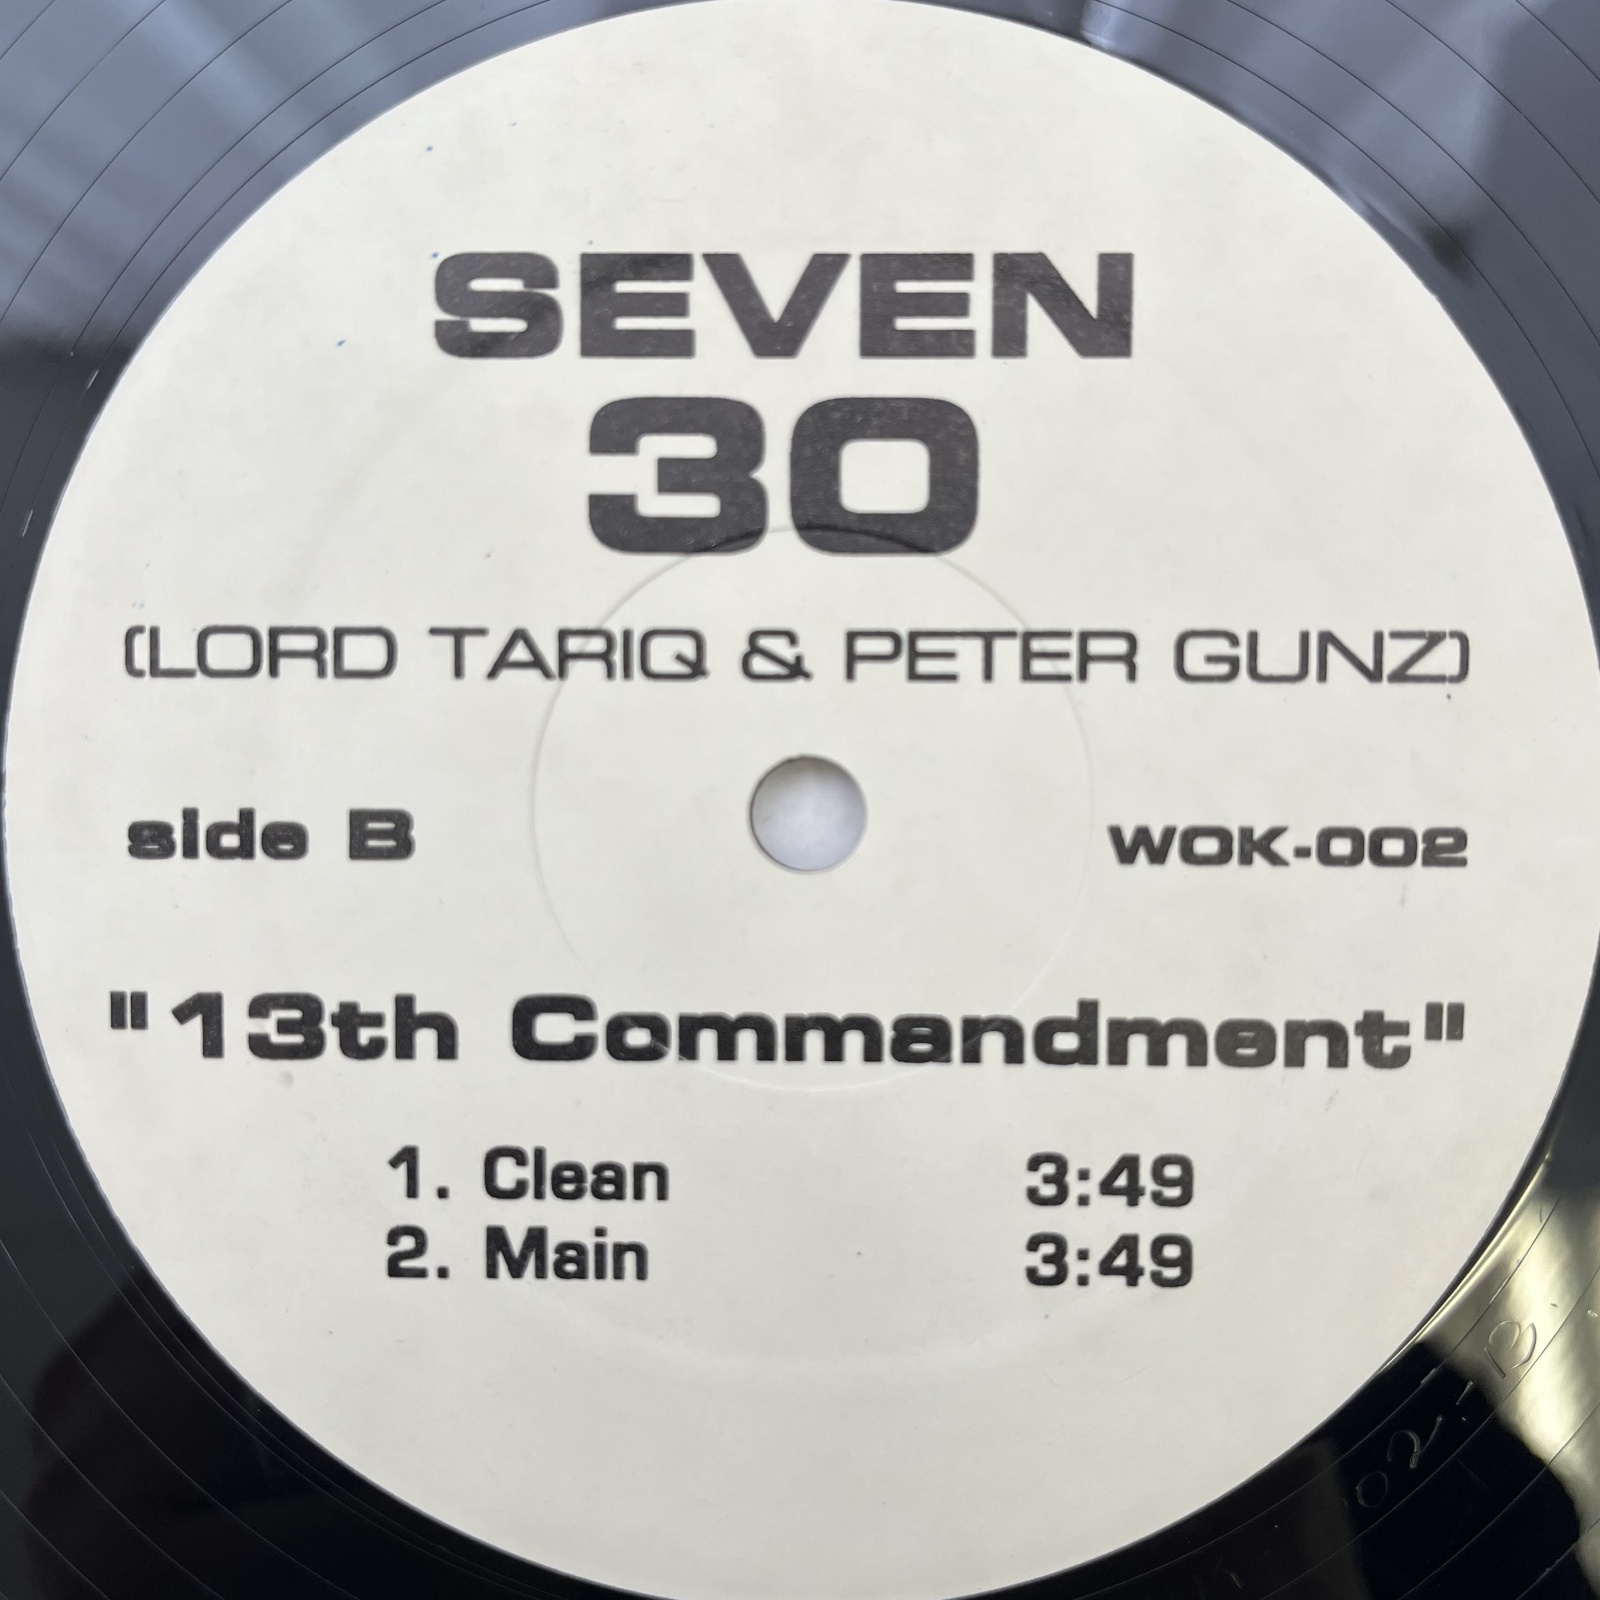 SEVEN
30
(LORD TARIQ & PETER GUNZ)
side B WOK-002
"13th Commandment"
1. Clean 3:49
2. Main 3:49
02-B